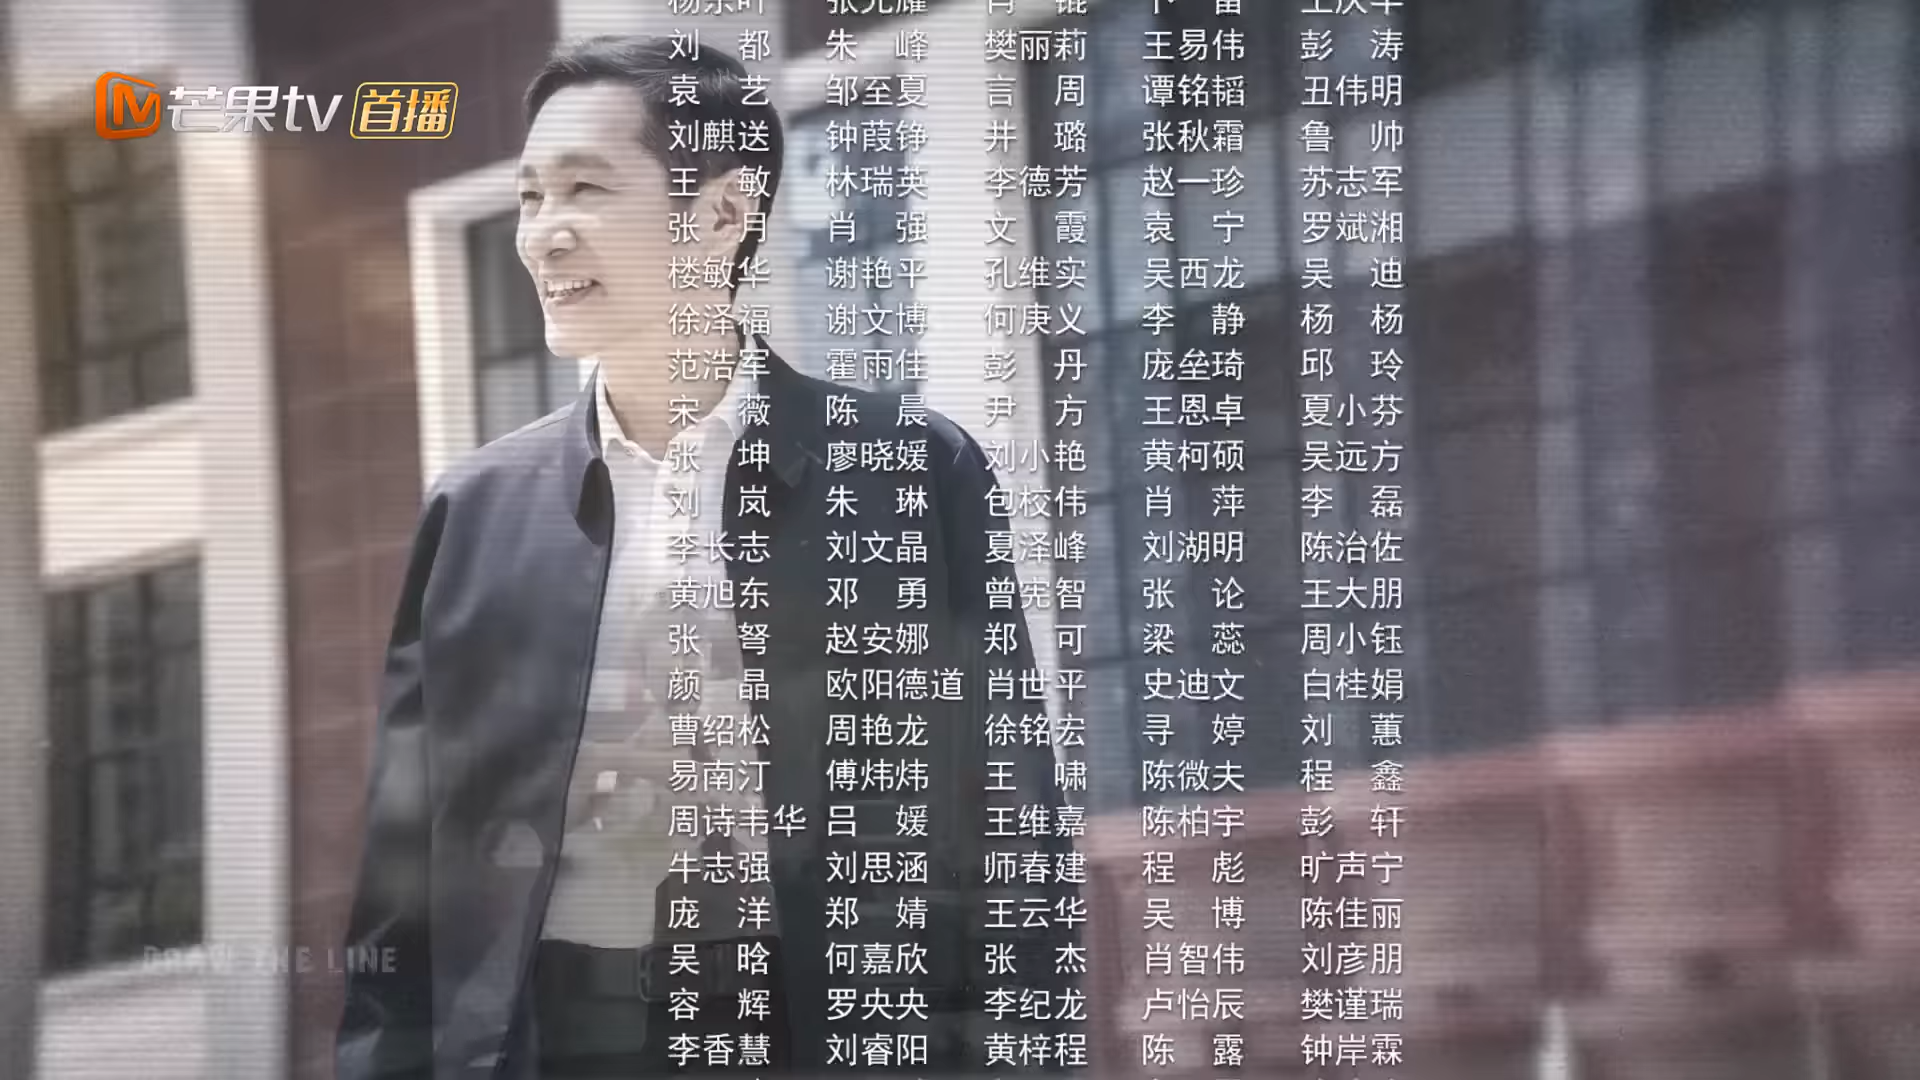 芒果tv 首播
刘 都 朱 峰 樊丽莉 王易伟 彭 涛
袁 艺 邹至夏 言 周 谭铭韬 丑伟明
刘麒送 钟葭铮 井 璐 张秋霜 鲁 帅
王 敏 林瑞英 李德芳 赵一珍 苏志军
张 月 肖 强 文 霞 袁 宁 罗斌湘
楼敏华 谢艳平 孔维实 吴西龙 吴 迪
徐泽福 谢文博 何庚义 李 静 杨 杨
范浩军 霍雨佳 彭 丹 庞垒琦 邱 玲
宋 薇 陈 晨 尹 方 王恩卓 夏小芬
张 坤 廖晓媛 刘小艳 黄柯硕 吴远方
刘 岚 朱 琳 包校伟 肖 萍 李 磊
李长志 刘文晶 夏泽峰 刘湖明 陈治佐
黄旭东 邓 勇 曾宪智 张 论 王大朋
张 弩 赵安娜 郑 可 梁 蕊 周小钰
颜 晶 欧阳德道 肖世平 史迪文 白桂娟
曹绍松 周艳龙 徐铭宏 寻 婷 刘 蕙
易南汀 傅炜炜 王 啸 陈微夫 程 鑫
周诗韦华 吕 媛 王维嘉 陈柏宇 彭 轩
牛志强 刘思涵 师春建 程 彪 旷声宁
庞 洋 郑 婧 王云华 吴 博 陈佳丽
DRAW THE LINE
吴 晗 何嘉欣 张 杰 肖智伟 刘彦朋
容 辉 罗央央 李纪龙 卢怡辰 樊谨瑞
李香慧 刘睿阳 黄梓程 陈 露 钟岸霖